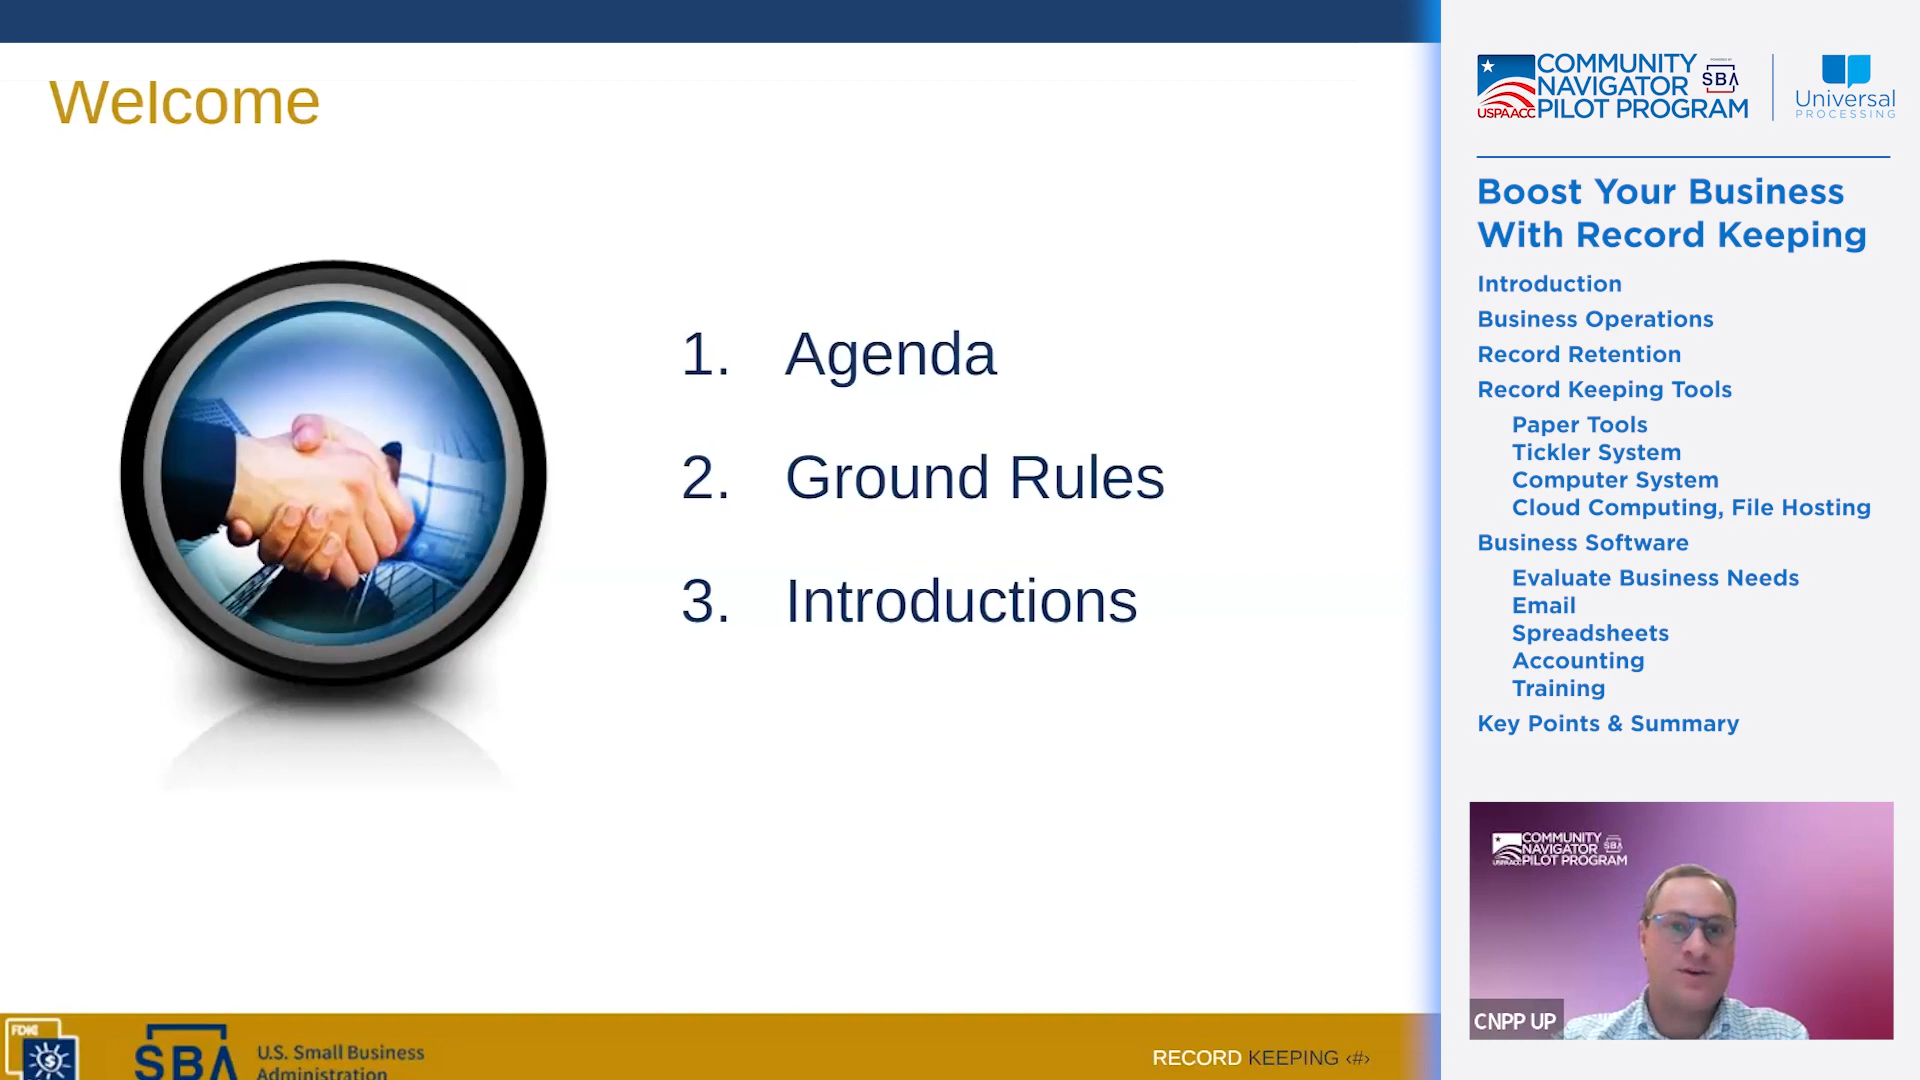 Welcome
1. Agenda
2. Ground Rules
3. Introductions
FDIC
SBA
U.S. Small Business
Administration
RECORD KEEPING ‹#›
USPAACC
COMMUNITY
NAVIGATOR
PILOT PROGRAM
SBA
Universal
PROCESSING
Boost Your Business
With Record Keeping
Introduction
Business Operations
Record Retention
Record Keeping Tools
Paper Tools
Tickler System
Computer System
Cloud Computing, File Hosting
Business Software
Evaluate Business Needs
Email
Spreadsheets
Accounting
Training
Key Points & Summary
USPAACC
COMMUNITY
NAVIGATOR
PILOT PROGRAM
SBA
CNPP UP